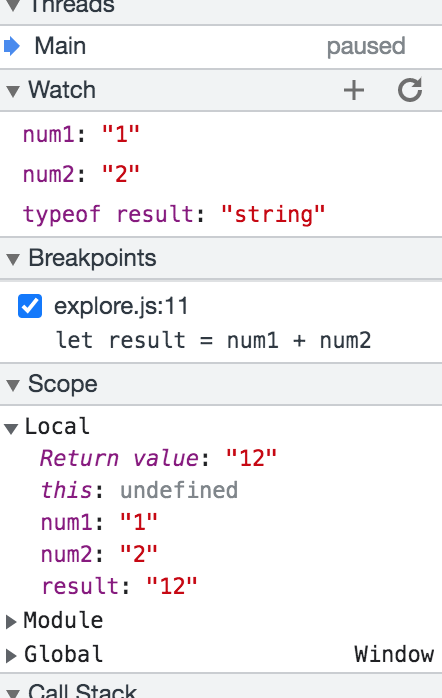 Threads
Main paused
Watch
num1: "1"
num2: "2"
typeof result: "string"
Breakpoints
explore.js:11
let result = num1 + num2
Scope
Local
Return value: "12"
this: undefined
num1: "1"
num2: "2"
result: "12"
Module
Global Window
Call Stack